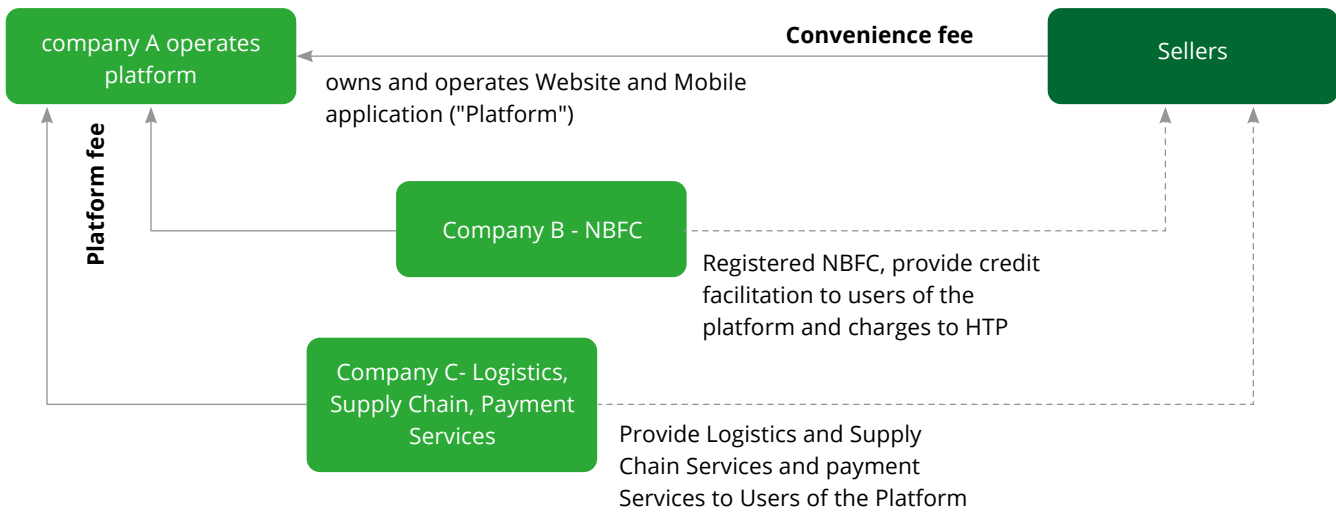 company A operates
platform
Convenience fee
Sellers
owns and operates Website and Mobile
application ("Platform")
Platform fee
Company B - NBFC
Registered NBFC, provide credit
facilitation to users of the
platform and charges to HTP
Company C- Logistics,
Supply Chain, Payment
Services
Provide Logistics and Supply
Chain Services and payment
Services to Users of the Platform